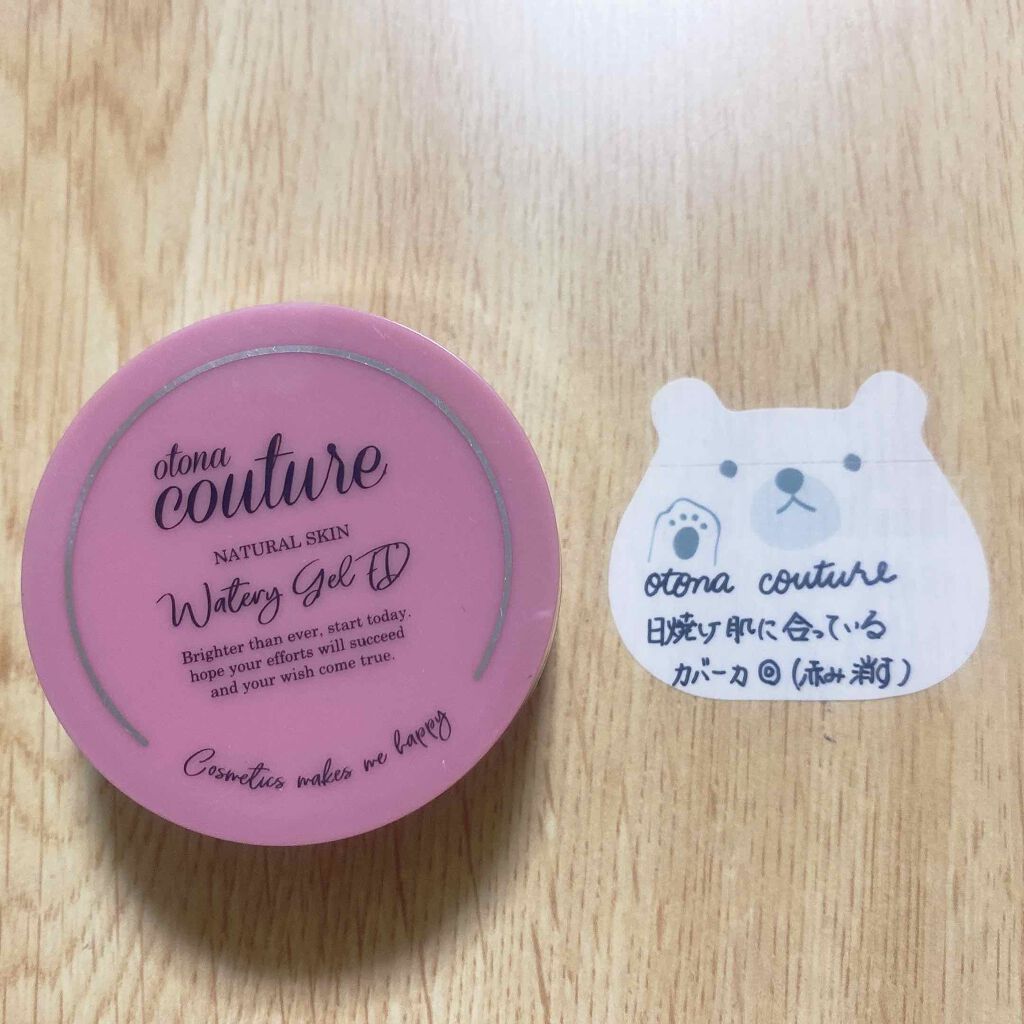 otona
couture
NATURAL SKIN
Watery Gel FD
Brighter than ever, start today.
hope your efforts will succeed
and your wish come true.
Cosmetics makes me happy
otona couture
日焼け肌に合っている
カバー力◎(赤み消す)